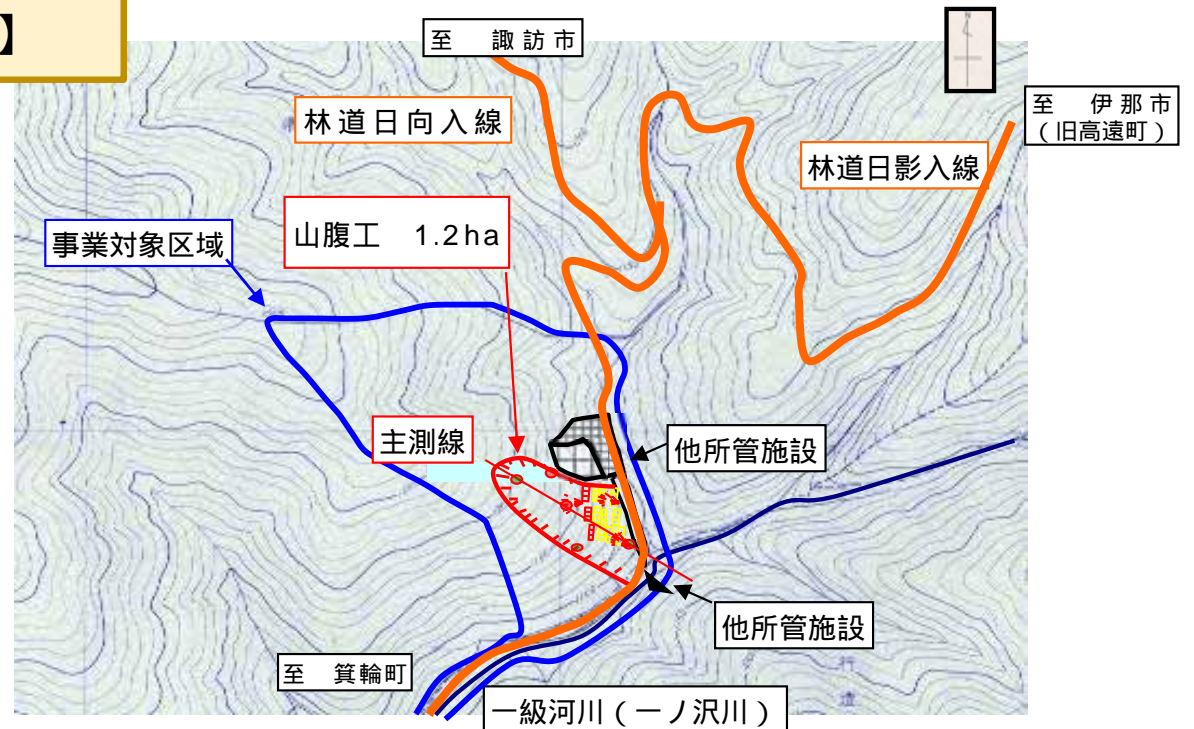 】
至 諏訪市
林道日向入線
至 伊那市
（旧高遠町）
林道日影入線
山腹工 1.2ha
事業対象区域
主測線
他所管施設
他所管施設
至 箕輪町
一級河川（一ノ沢川）